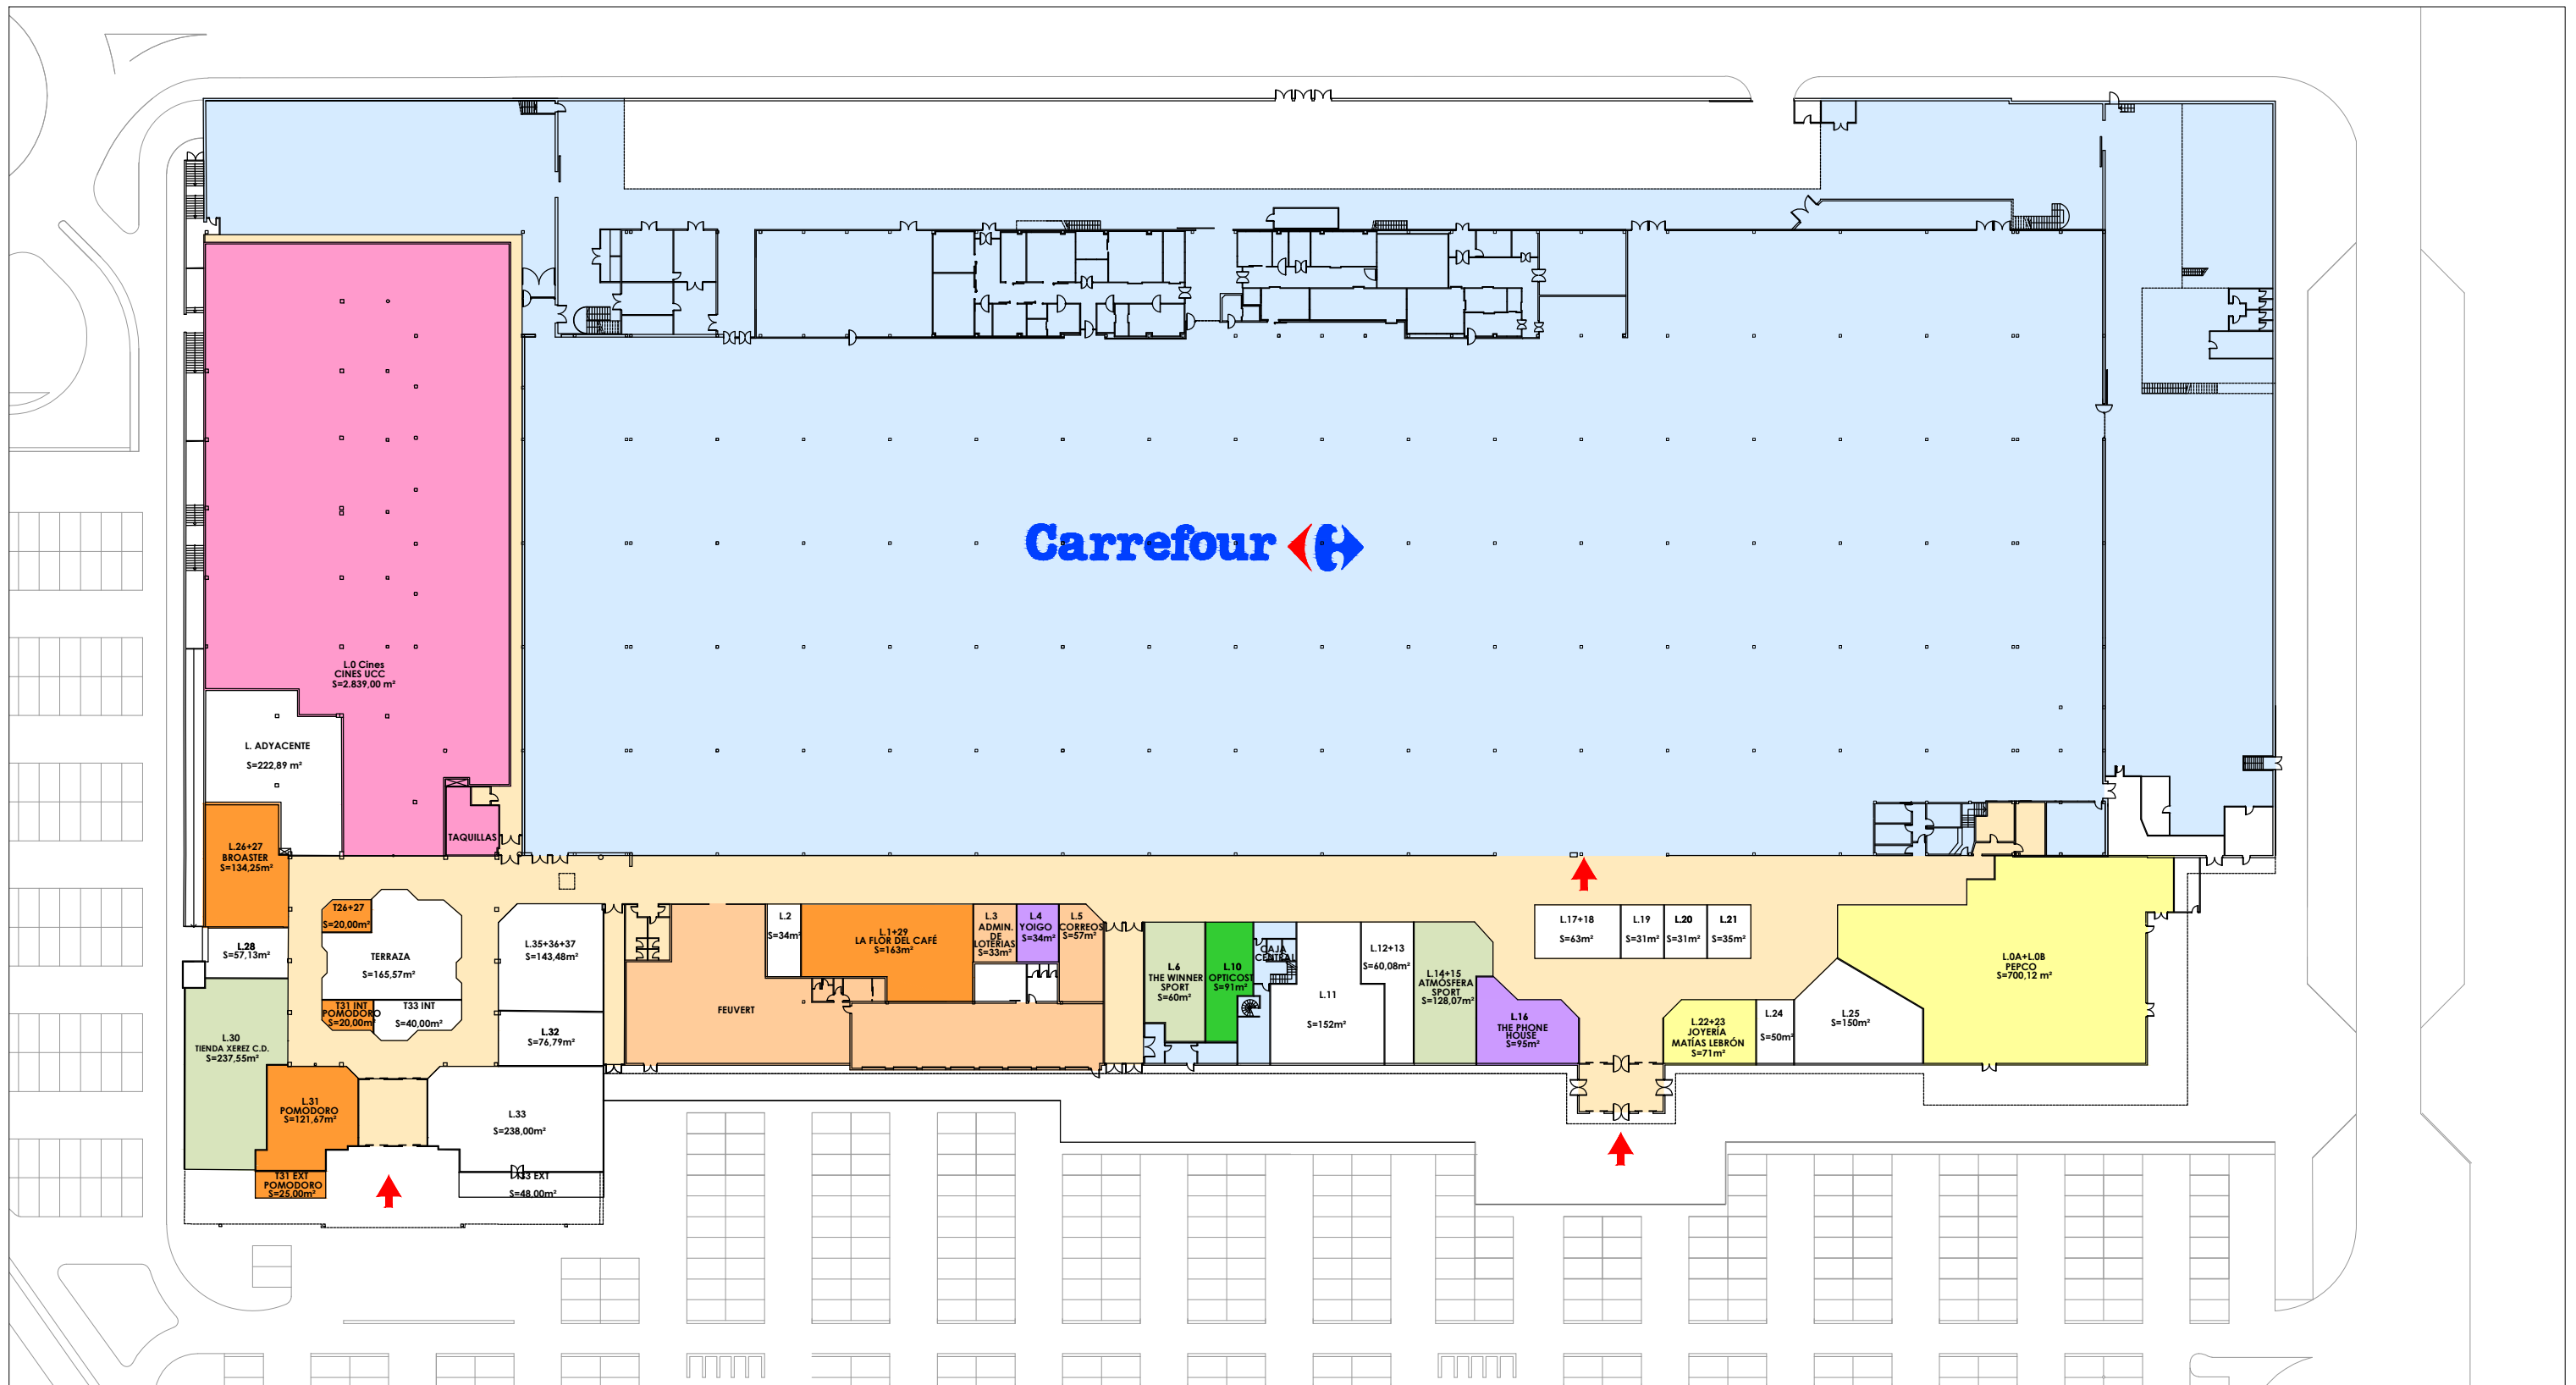 Carrefour
L.0 Cines
CINES UCC
S=2.839,00 m²
L. ADYACENTE
S=222,89 m²
TAQUILLAS
L.26+27
BROASTER
S=134,25m²
T26+27
S=20,00m²
L.28
S=57,13m²
TERRAZA
S=165,57m²
L.35+36+37
S=143,48m²
T31 INT
POMODORO
S=20,00m²
T33 INT
S=40,00m²
L.32
S=76,79m²
L.30
TIENDA XEREZ C.D.
S=237,55m²
L.31
POMODORO
S=121,67m²
L.33
S=238,00m²
T31 EXT
POMODORO
S=25,00m²
T33 EXT
S=48,00m²
FEUVERT
L.2
S=34m²
L.1+29
LA FLOR DEL CAFÉ
S=163m²
L.3
ADMIN.
DE
LOTERIAS
S=33m²
L.4
YOIGO
S=34m²
L.5
CORREOS
S=57m²
L.6
THE WINNER
SPORT
S=60m²
L.10
OPTICOST
S=91m²
CAJA
CENTRAL
L.11
S=152m²
L.12+13
S=60,08m²
L.14+15
ATMOSFERA
SPORT
S=128,07m²
L.16
THE PHONE
HOUSE
S=95m²
L.17+18
S=63m²
L.19
S=31m²
L.20
S=31m²
L.21
S=35m²
L.22+23
JOYERÍA
MATÍAS LEBRÓN
S=71m²
L.24
S=50m²
L.25
S=150m²
L.0A+L.0B
PEPCO
S=700,12 m²